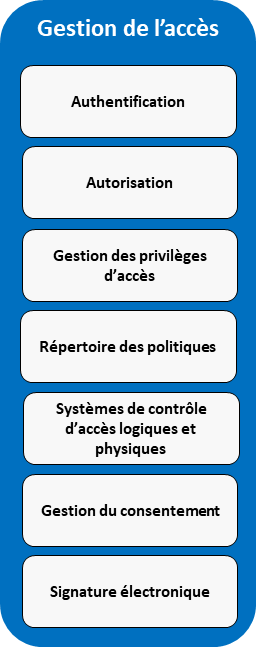 Gestion de l’accès
Authentification
Autorisation
Gestion des privilèges
d’accès
Répertoire des politiques
Systèmes de contrôle
d’accès logiques et
physiques
Gestion du consentement
Signature électronique